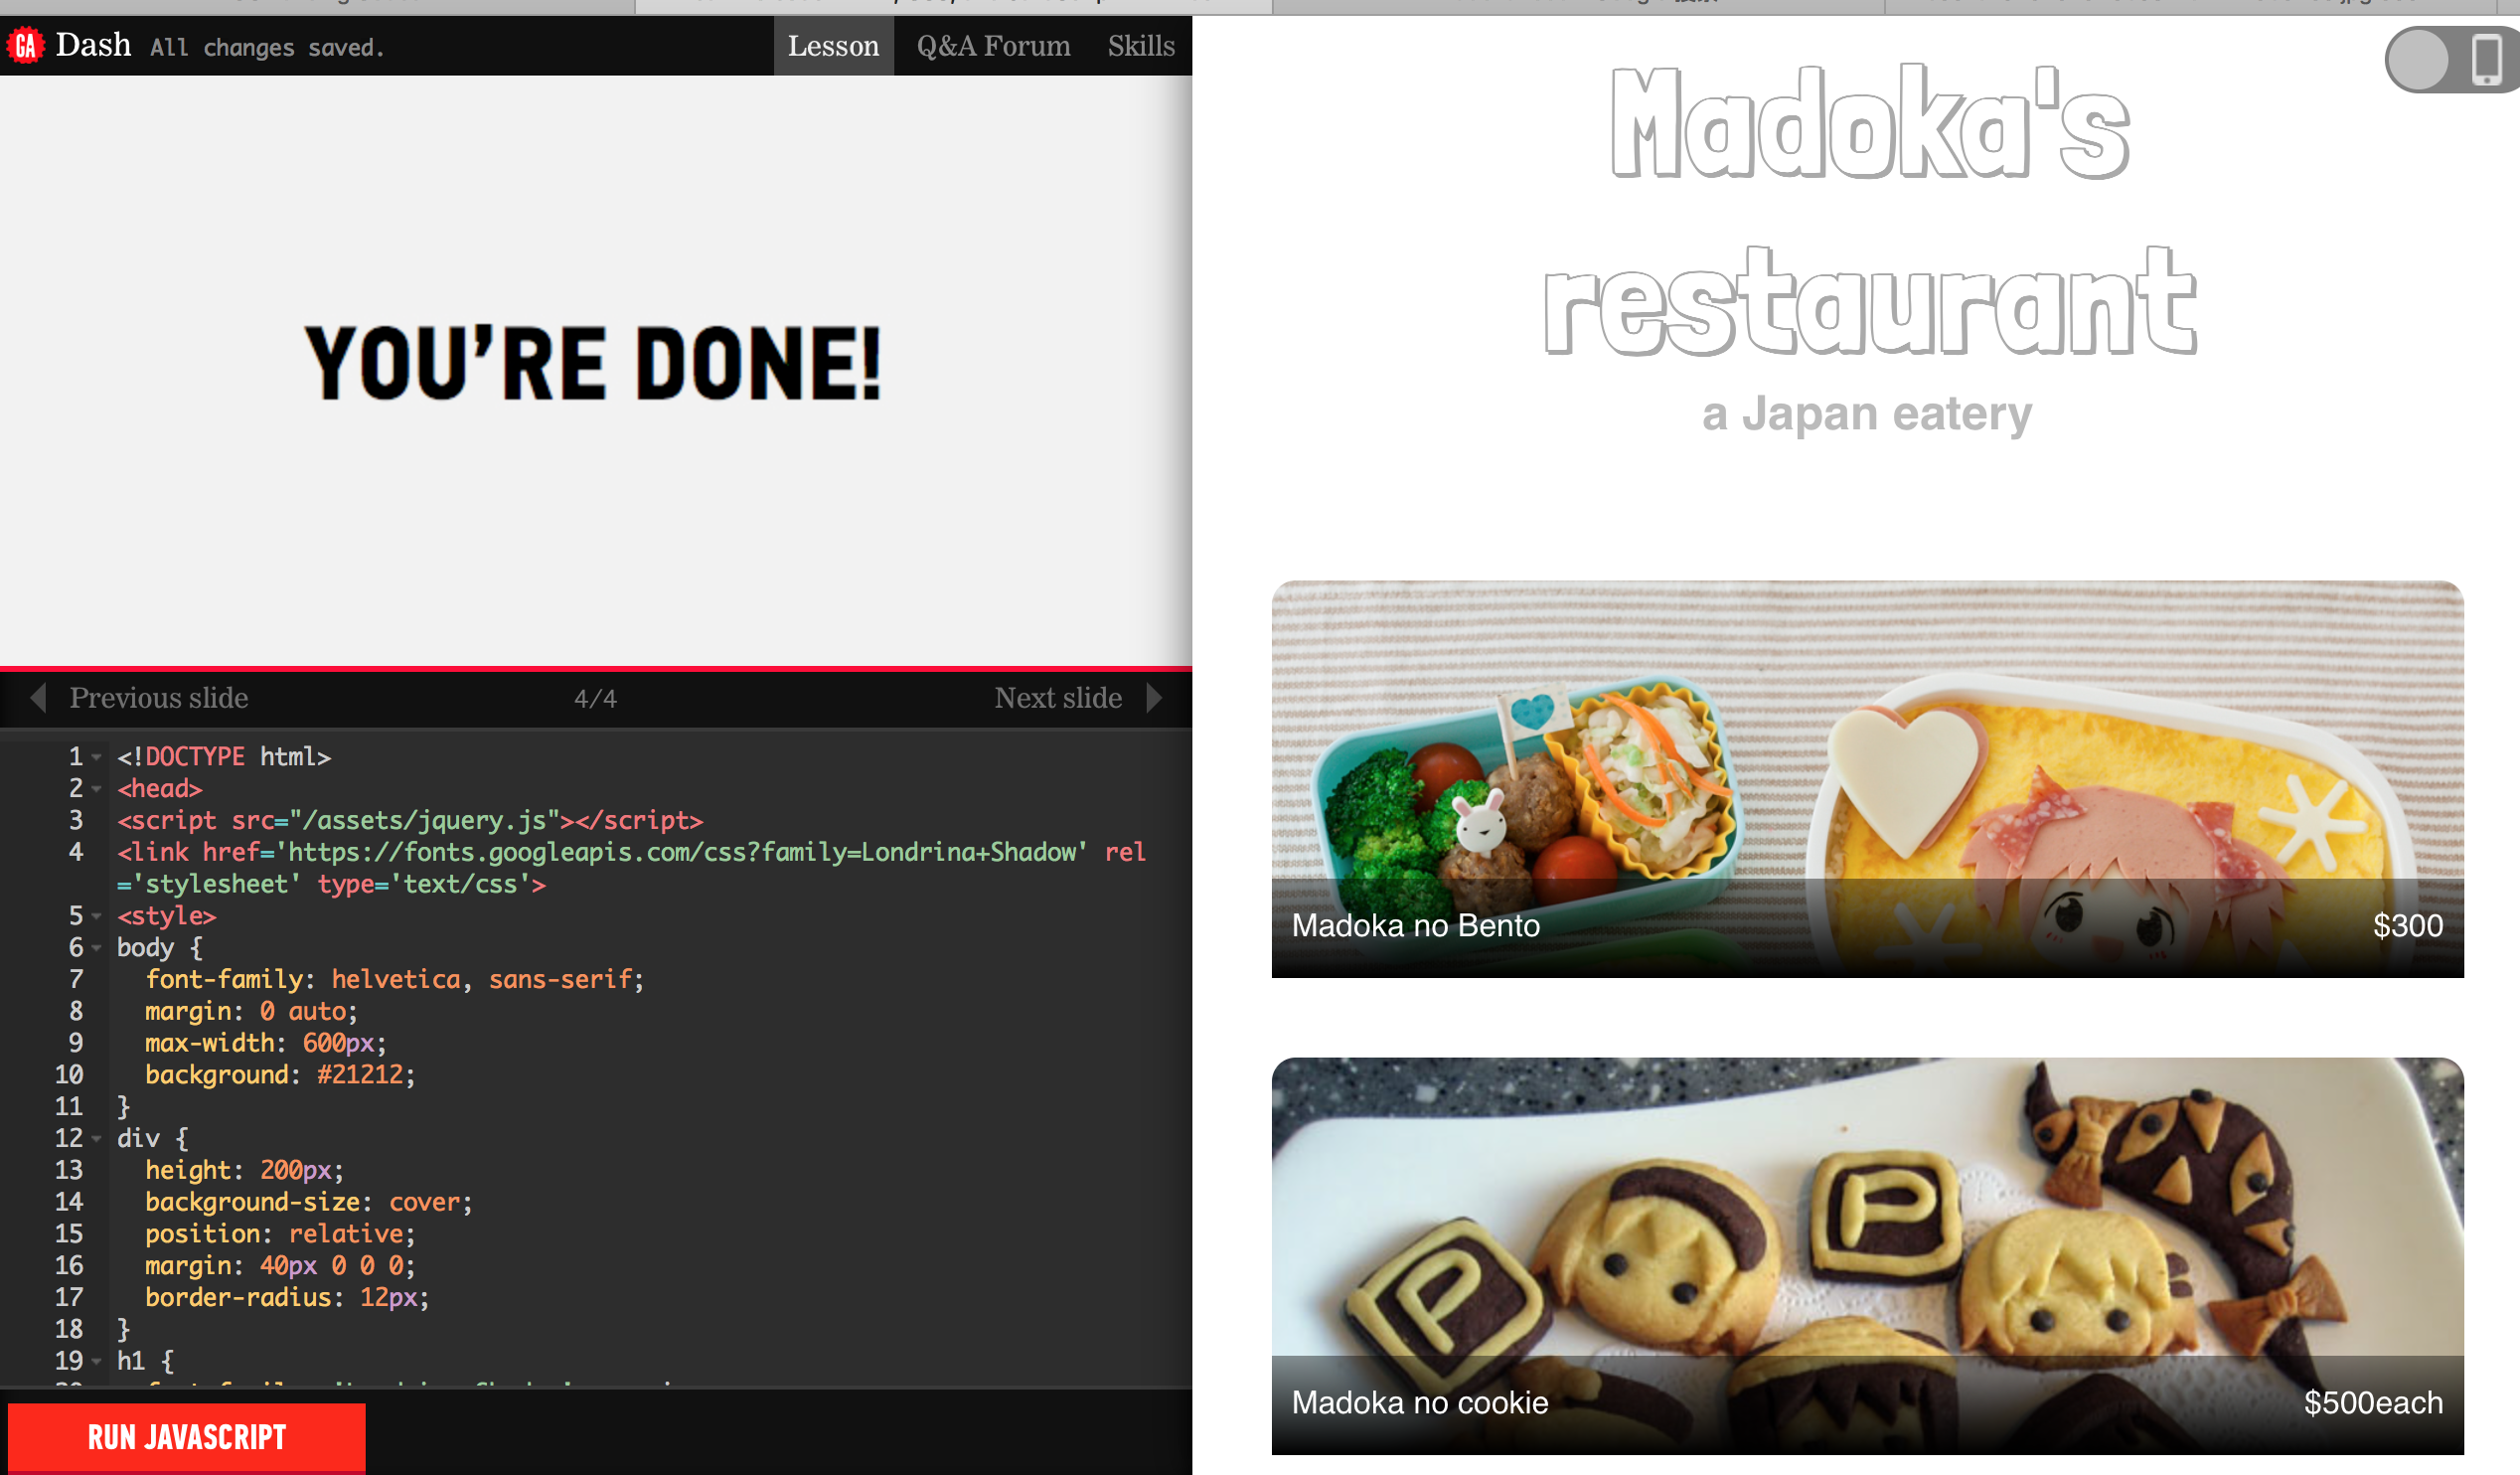 GA Dash All changes saved. Lesson Q&A Forum Skills
YOU'RE DONE!
Previous slide 4/4 Next slide
1 <!DOCTYPE html>
2 <head>
3 <script src="/assets/jquery.js"></script>
4 <link href='https://fonts.googleapis.com/css?family=Londrina+Shadow' rel
='stylesheet' type='text/css'>
5 <style>
6 body {
7 font-family: helvetica, sans-serif;
8 margin: 0 auto;
9 max-width: 600px;
10 background: #21212;
11 }
12 div {
13 height: 200px;
14 background-size: cover;
15 position: relative;
16 margin: 40px 0 0 0;
17 border-radius: 12px;
18 }
19 h1 {
RUN JAVASCRIPT
Madoka's
restaurant
a Japan eatery
Madoka no Bento $300
P
P
Madoka no cookie $500each